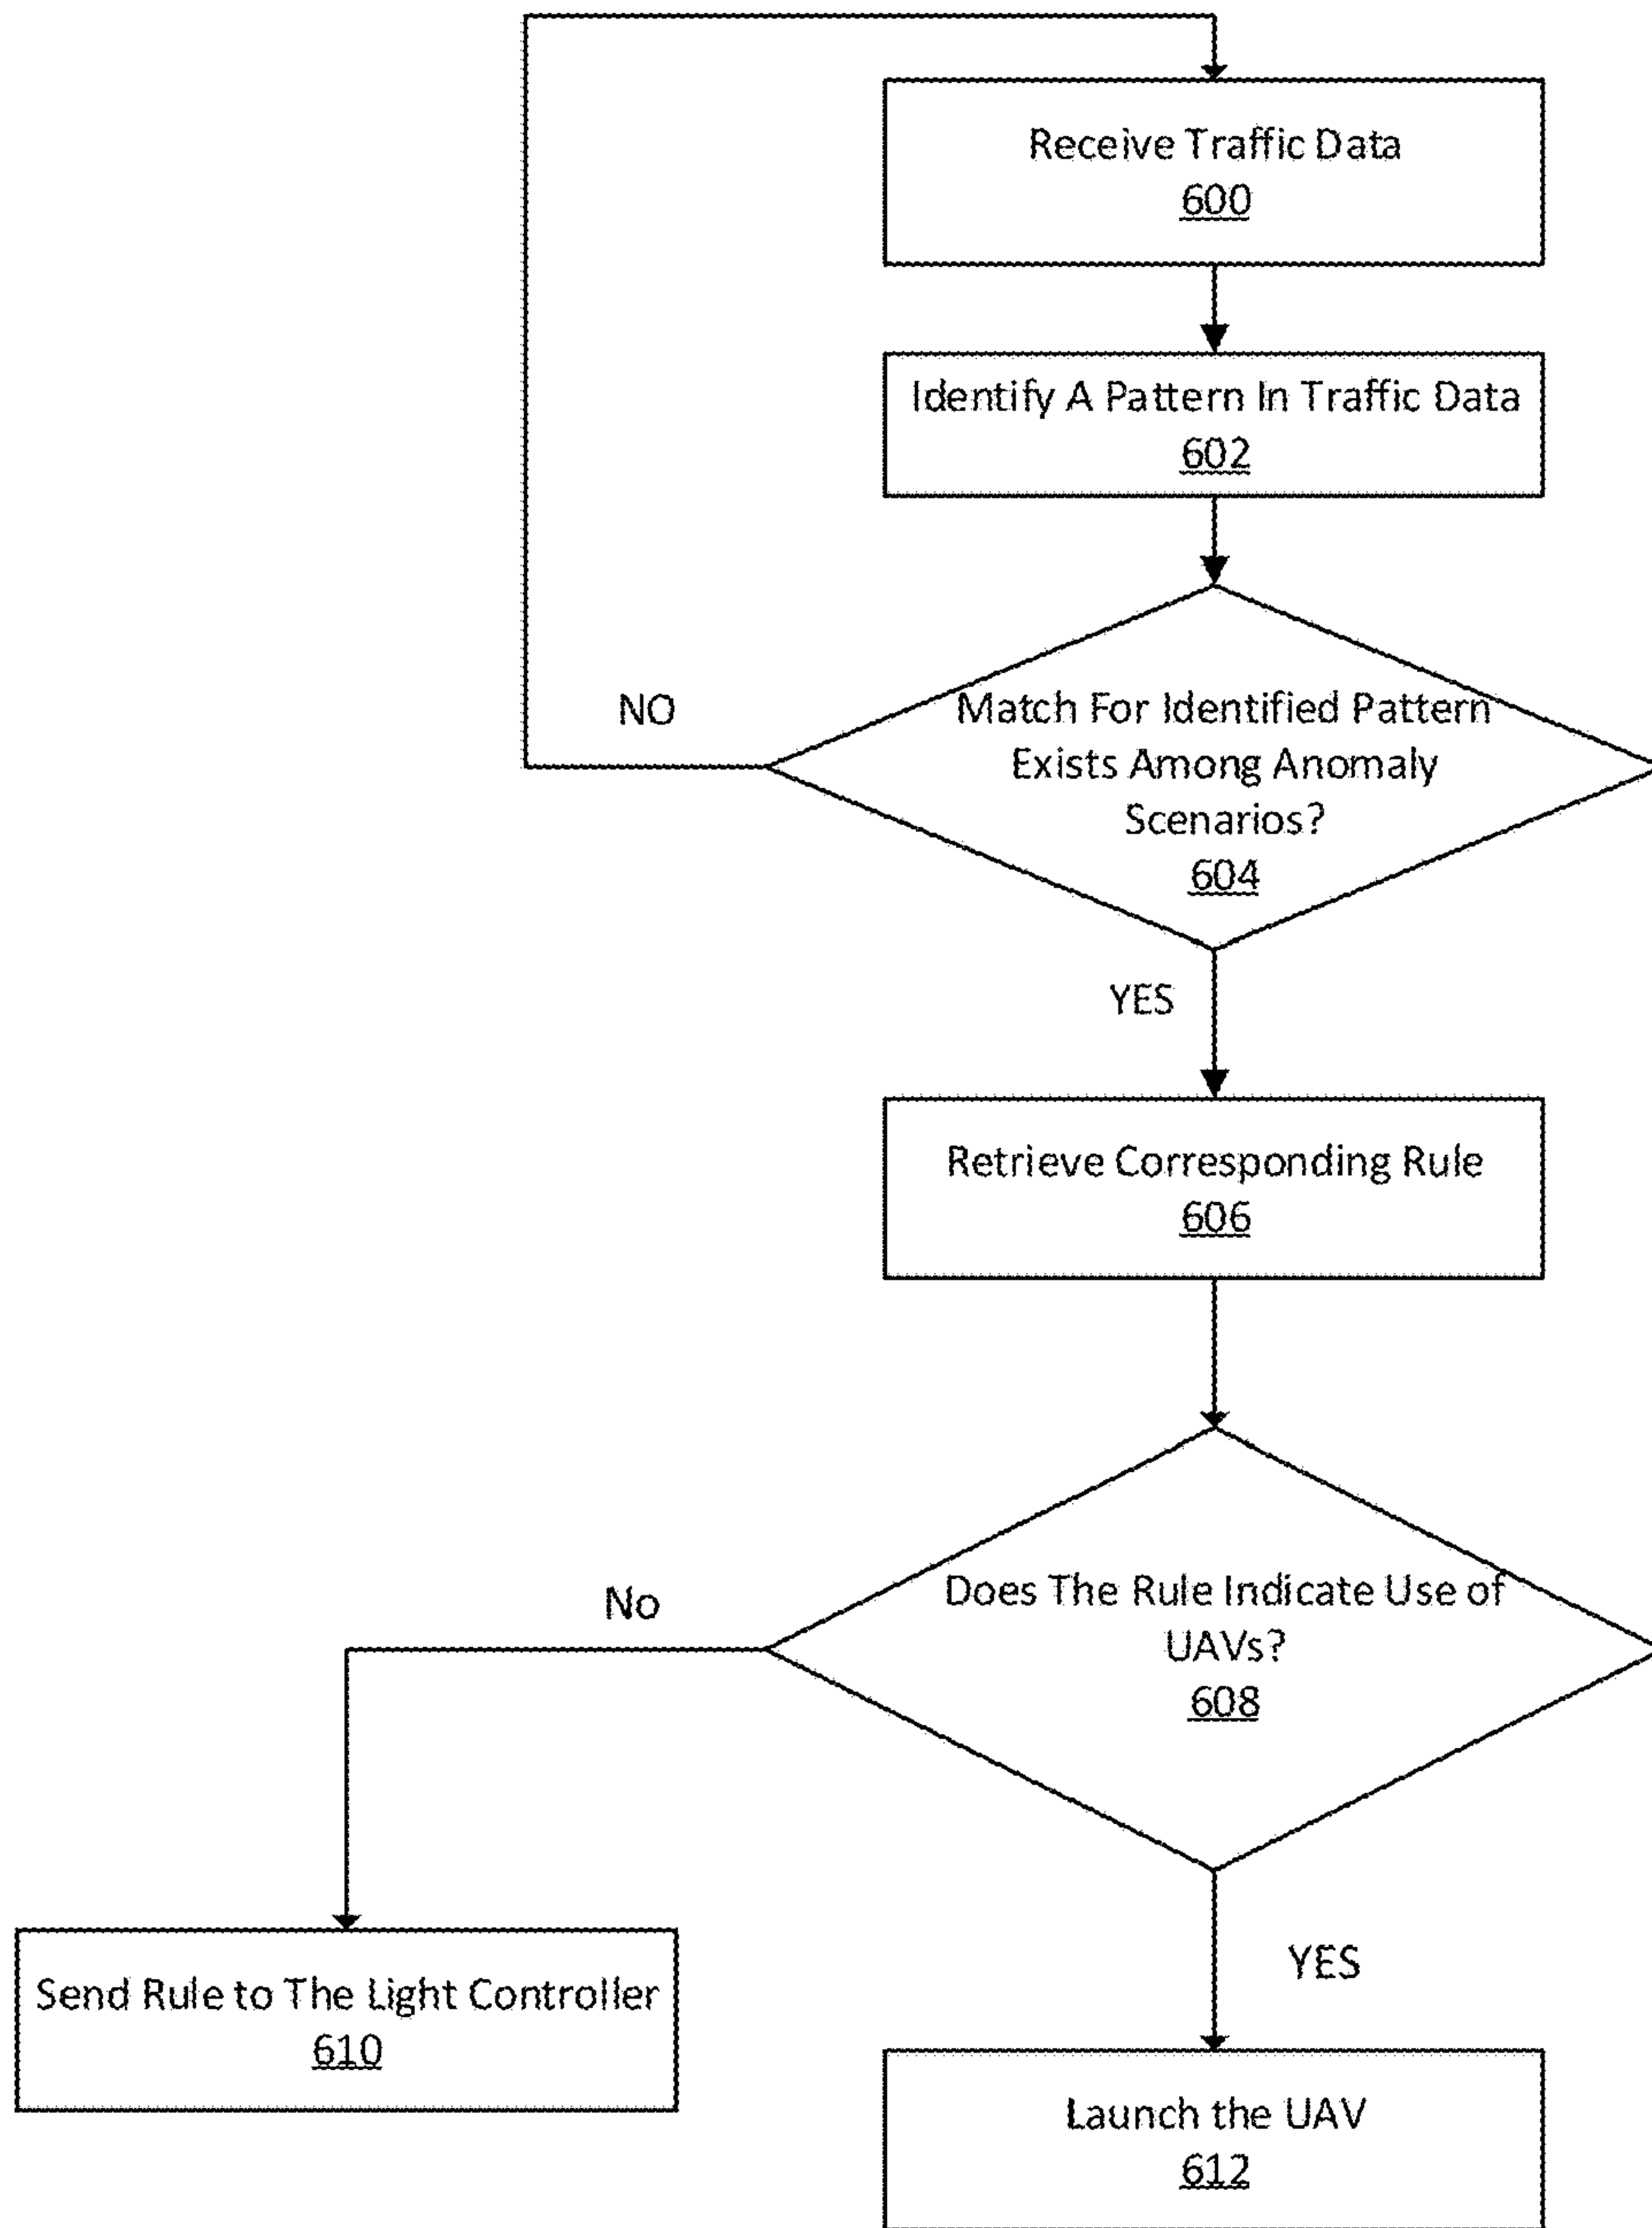 Receive Traffic Data
600
Identify A Pattern In Traffic Data
602
NO
Match For Identified Pattern
Exists Among Anomaly
Scenarios?
604
YES
Retrieve Corresponding Rule
606
No
Does The Rule Indicate Use of
UAVs?
608
YES
Send Rule to The Light Controller
610
Launch the UAV
612